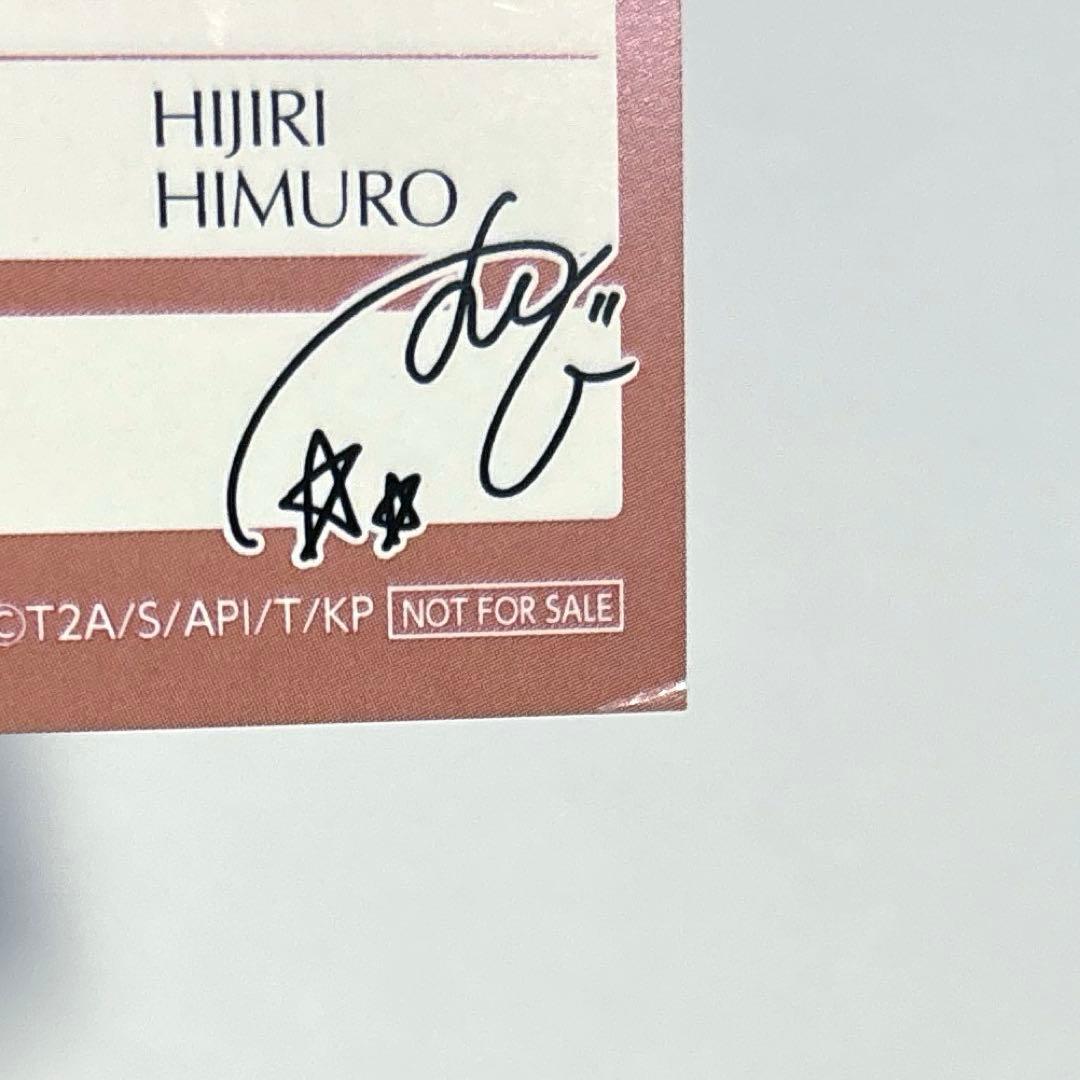 HIJIRI
HIMURO
©T2A/S/API/T/KP NOT FOR SALE